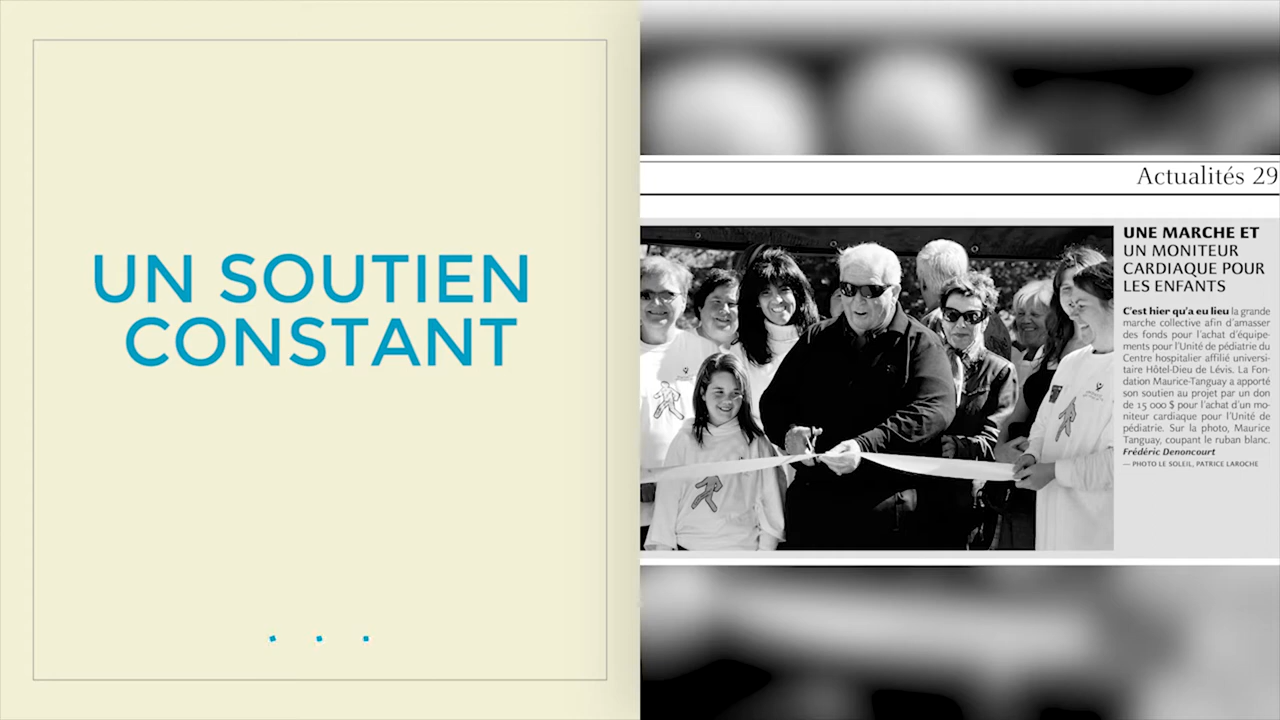 UN SOUTIEN
CONSTANT
Actualités 29
UNE MARCHE ET
UN MONITEUR
CARDIAQUE POUR
LES ENFANTS
C'est hier qu'a eu lieu la grande
marche collective afin d'amasser
des fonds pour l'achat d'équipe-
ments pour l'Unité de pédiatrie du
Centre hospitalier affilié universi-
taire Hôtel-Dieu de Lévis. La Fon-
dation Maurice-Tanguay a apporté
son soutien au projet par un don
de 15 000 $ pour l'achat d'un mo-
niteur cardiaque pour l'Unité de
pédiatrie. Sur la photo, Maurice
Tanguay, coupant le ruban blanc.
Frédéric Denoncourt
— PHOTO LE SOLEIL, PATRICE LAROCHE